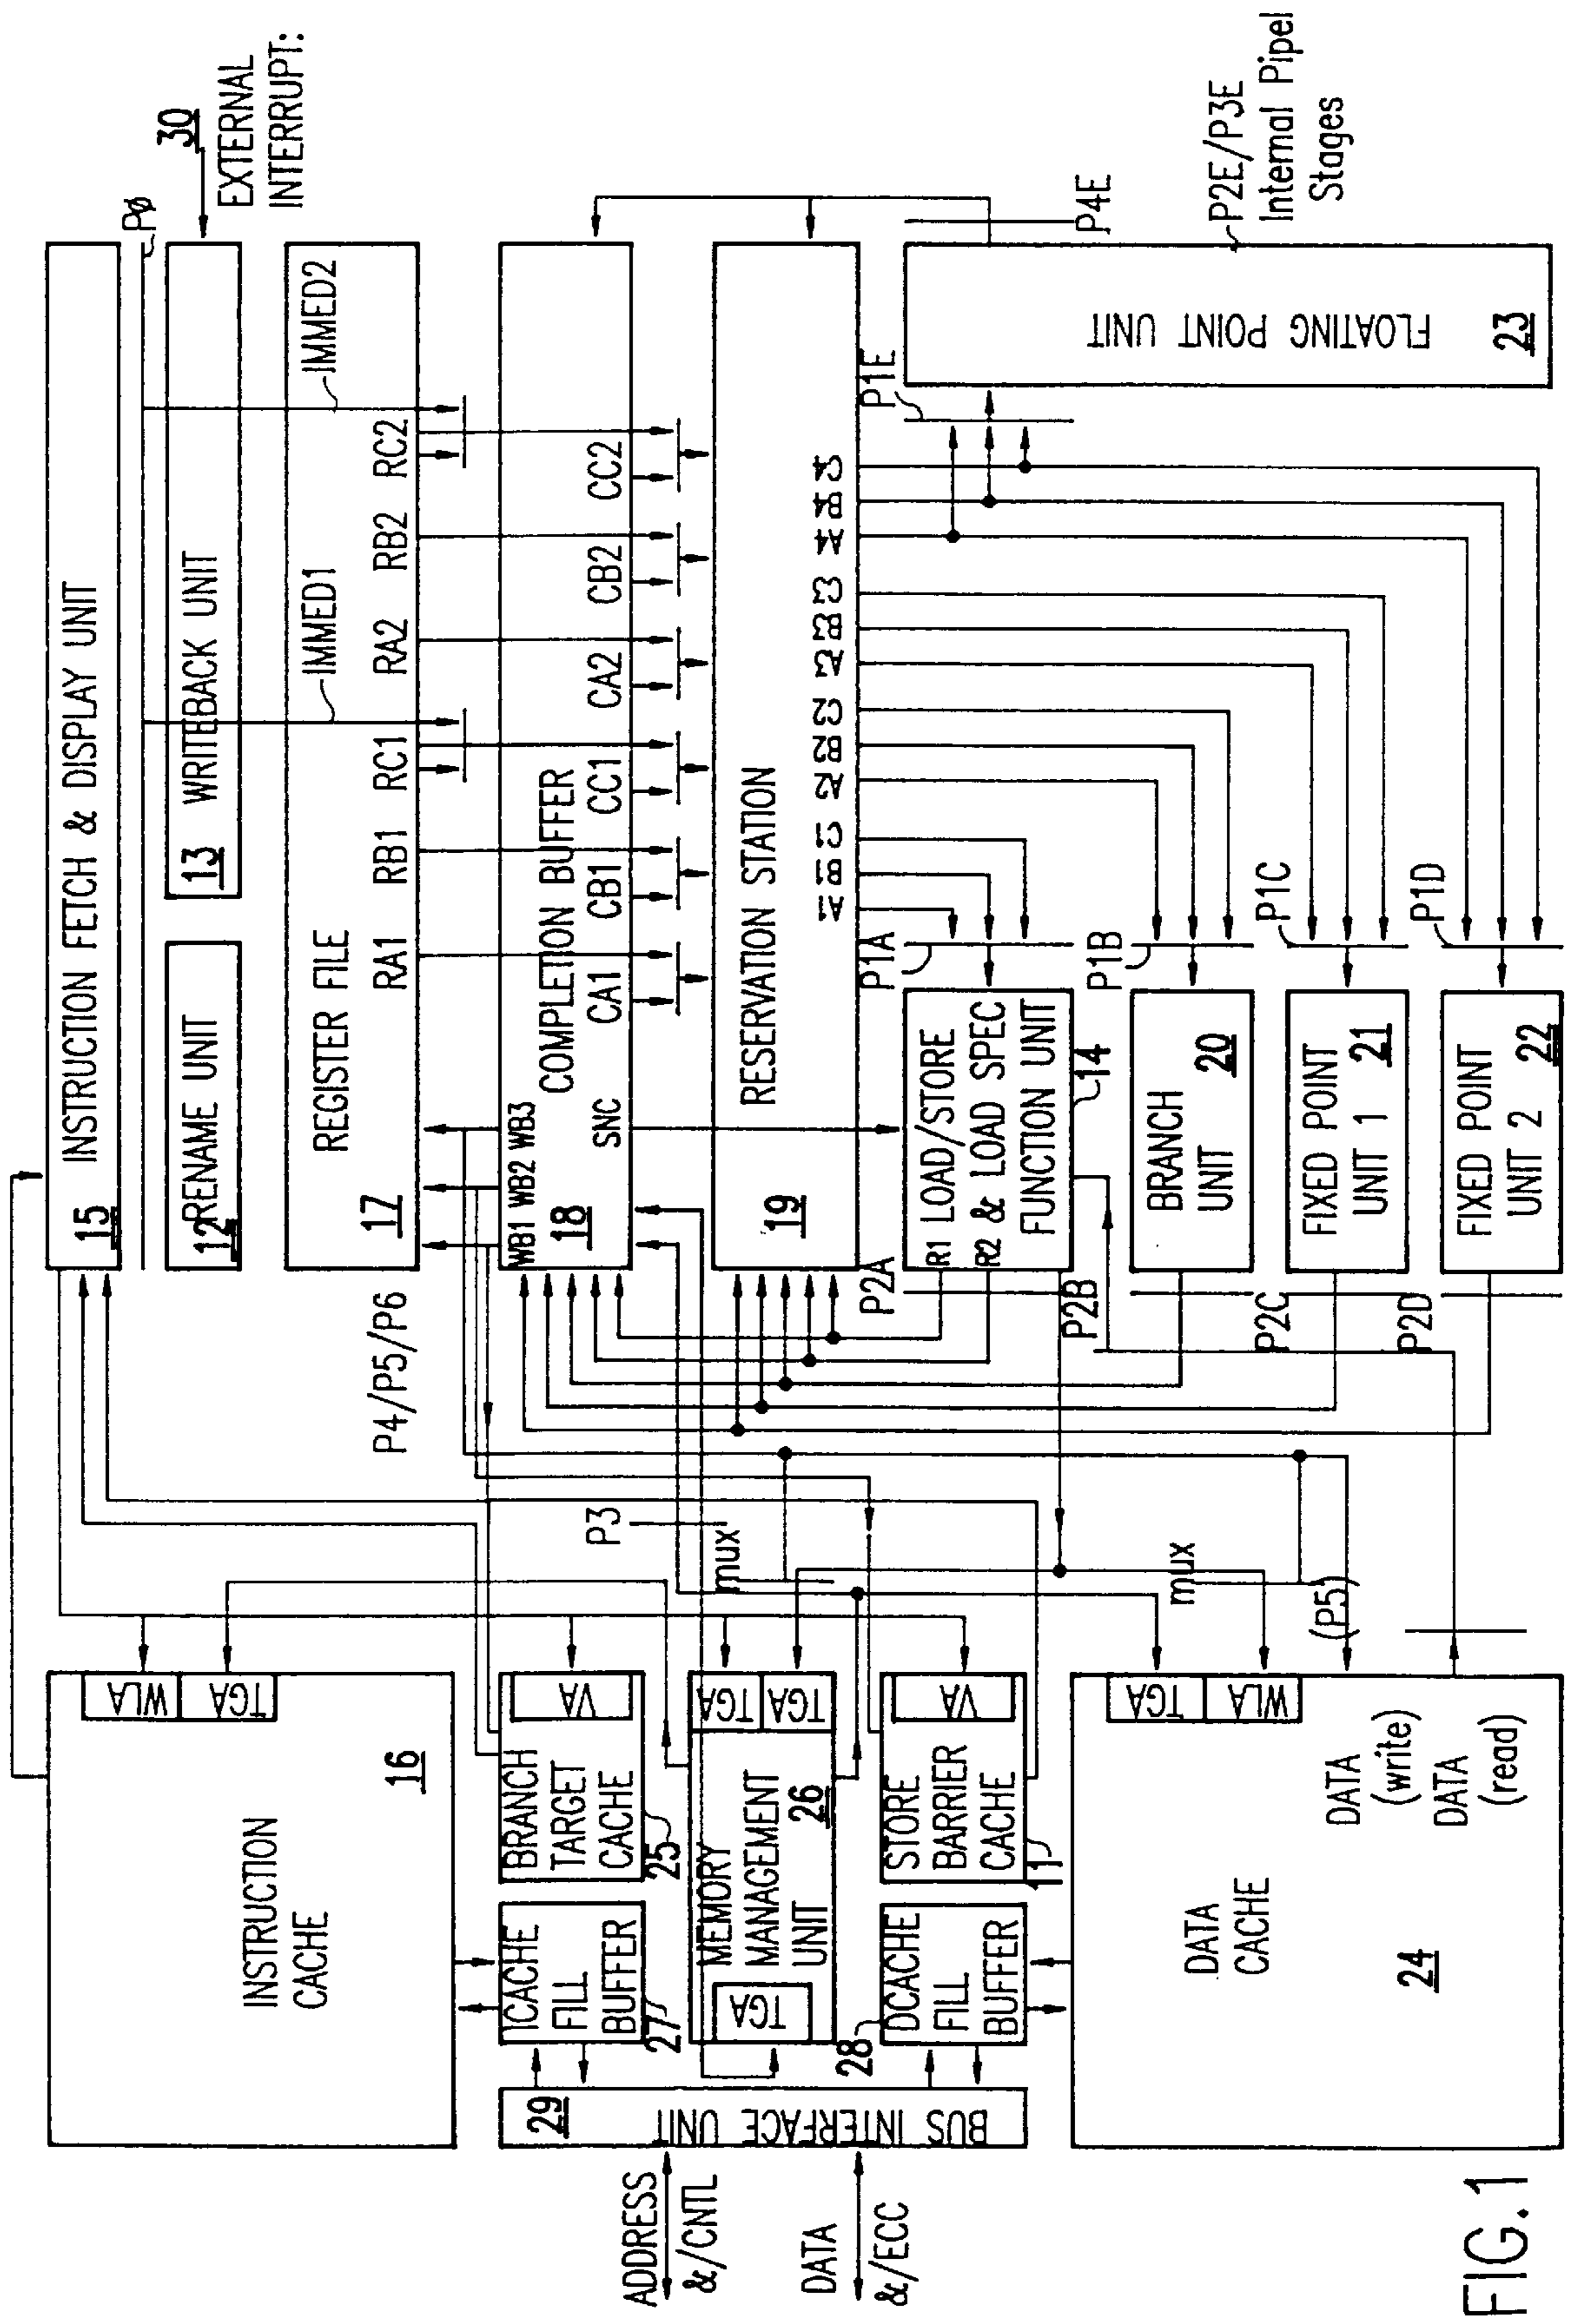 INSTRUCTION
CACHE
16
WLA
TGA
15
INSTRUCTION FETCH & DISPLAY UNIT
PØ
12
RENAME UNIT
13
WRITEBACK UNIT
30
EXTERNAL
INTERRUPT:
REGISTER FILE
17
IMMED1
IMMED2
RA1
RB1
RC1
RA2
RB2
RC2
P4/P5/P6
WB1
WB2
WB3
18
COMPLETION BUFFER
SNC
CA1
CB1
CC1
CA2
CB2
CC2
19
RESERVATION STATION
A1
B1
C1
A2
B2
C2
A3
B3
C3
A4
B4
C4
29
BUS INTERFACE UNIT
ADDRESS
&/CNTL
DATA
&/ECC
ICACHE
FILL
BUFFER
27
BRANCH
TARGET
CACHE
25
VA
MEMORY
MANAGEMENT
UNIT
26
TGA
TGA
TGA
28
DCACHE
FILL
BUFFER
STORE
BARRIER
CACHE
11
VA
P3
mux
mux
(P5)
DATA
CACHE
24
TGA
WLA
DATA
(write)
DATA
(read)
P2A
P1A
R1 LOAD/STORE
R2 & LOAD SPEC
FUNCTION UNIT
14
P2B
P1B
BRANCH
UNIT
20
P2C
P1C
FIXED POINT
UNIT 1
21
P2D
P1D
FIXED POINT
UNIT 2
22
P1E
P4E
FLOATING POINT UNIT
23
P2E/P3E
Internal Pipel
Stages
FIG.1